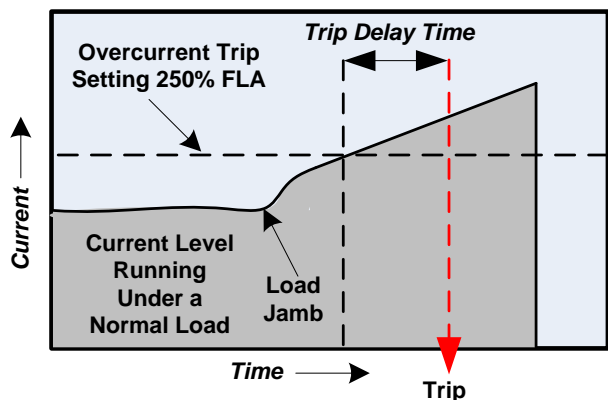 Trip Delay Time
Overcurrent Trip
Setting 250% FLA
Current
Current Level
Running
Under a
Normal Load
Load
Jamb
Time
Trip